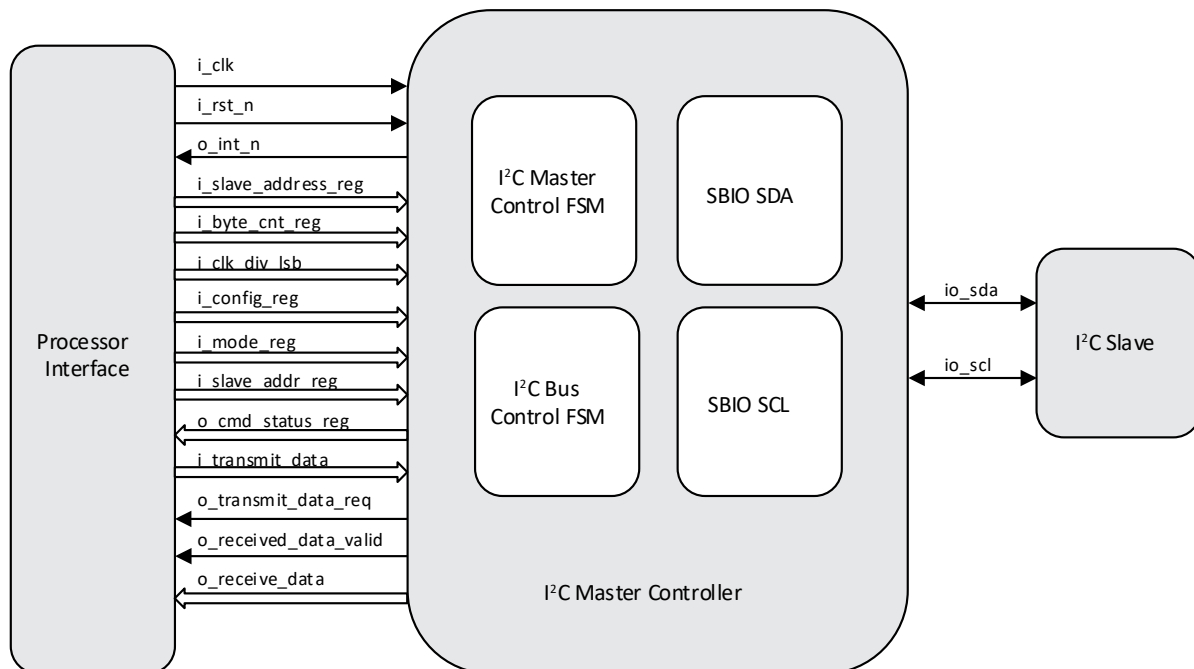 i_clk
i_rst_n
o_int_n
i_slave_address_reg
i_byte_cnt_reg
i_clk_div_lsb
i_config_reg
i_mode_reg
i_slave_addr_reg
o_cmd_status_reg
i_transmit_data
o_transmit_data_req
o_received_data_valid
o_receive_data
Processor
Interface
I²C Master
Control FSM
SBIO SDA
I²C Bus
Control FSM
SBIO SCL
I²C Master Controller
io_sda
io_scl
I²C Slave